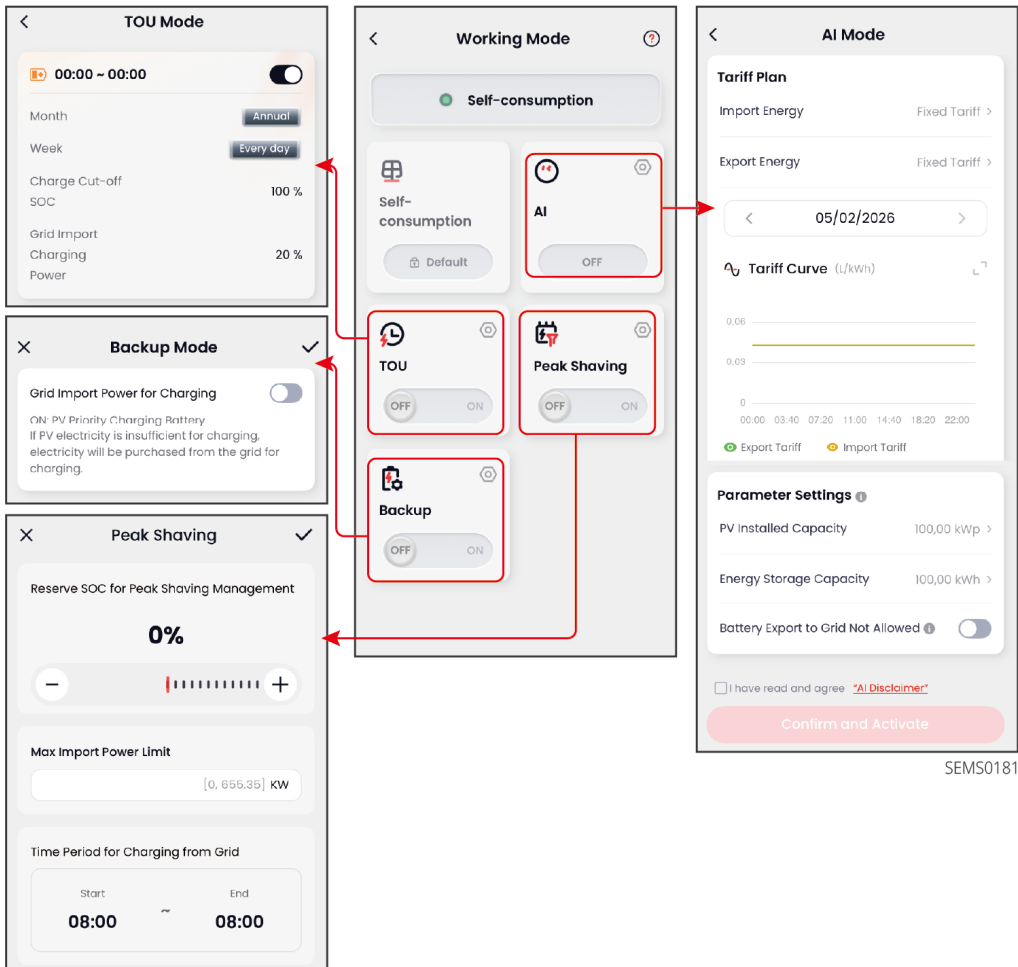 TOU Mode
00:00 ~ 00:00
Month
Annual
Week
Every day
Charge Cut-off
SOC
100 %
Grid Import
Charging
Power
20 %
Backup Mode
Grid Import Power for Charging
ON: PV Priority Charging Battery
If PV electricity is insufficient for charging,
electricity will be purchased from the grid for
charging.
Peak Shaving
Reserve SOC for Peak Shaving Management
0%
Max Import Power Limit
[0, 655.35] KW
Time Period for Charging from Grid
Start
End
08:00 ~ 08:00
Working Mode
?
Self-consumption
Self-
consumption
Default
AI
OFF
TOU
OFF ON
Peak Shaving
OFF ON
Backup
OFF ON
AI Mode
Tariff Plan
Import Energy
Fixed Tariff >
Export Energy
Fixed Tariff >
< 05/02/2026 >
Tariff Curve (L/kWh)
0,06
0,03
0
00:00 03:40 07:20 11:00 14:40 18:20 22:00
Export Tariff
Import Tariff
Parameter Settings
PV Installed Capacity
100,00 kWp >
Energy Storage Capacity
100,00 kWh >
Battery Export to Grid Not Allowed
I have read and agree "AI Disclaimer"
Confirm and Activate
SEMS0181